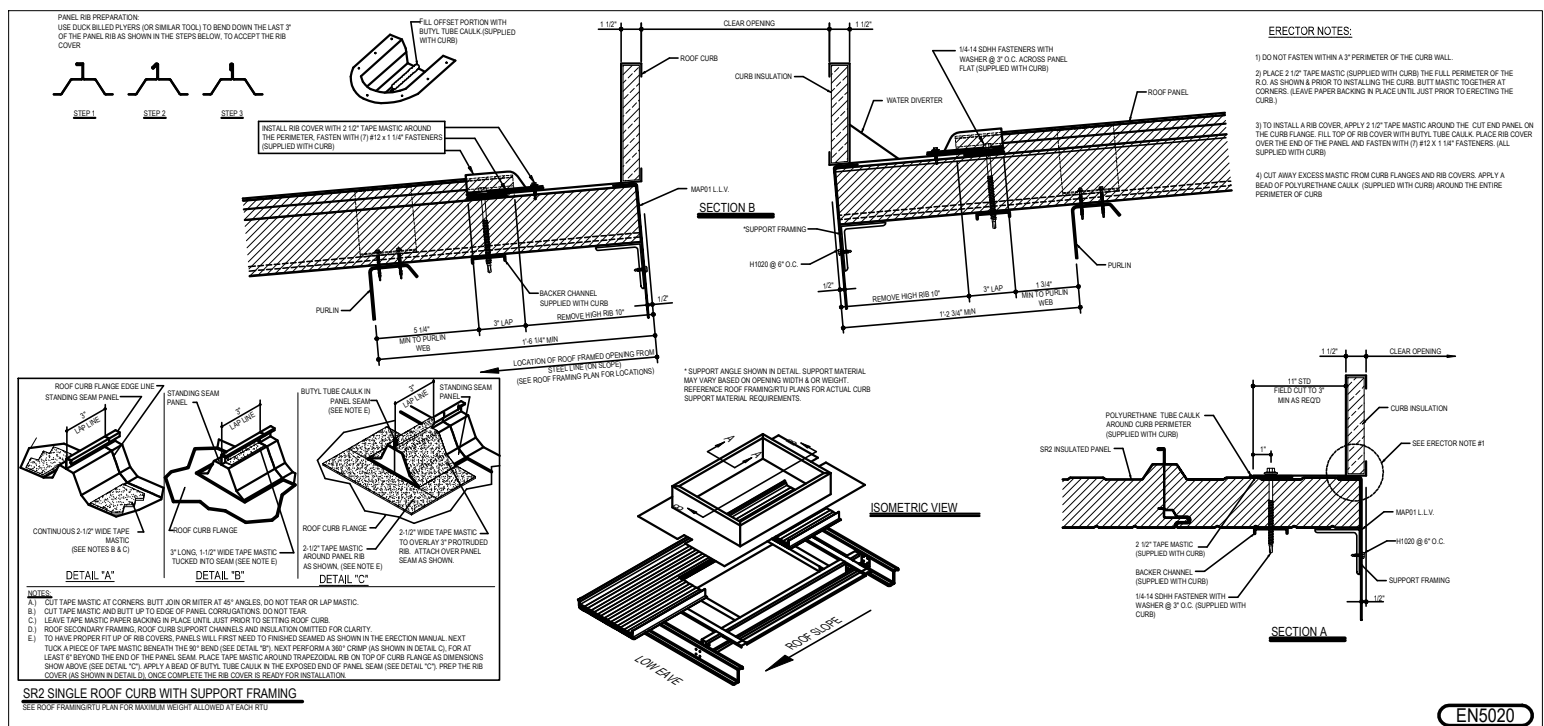 PANEL RIB PREPARATION:
USE DUCK BILLED PLYERS (OR SIMILAR TOOL) TO BEND DOWN THE LAST 3"
OF THE PANEL RIB AS SHOWN IN THE STEPS BELOW, TO ACCEPT THE RIB
COVER
STEP 1
STEP 2
STEP 3
FILL OFFSET PORTION WITH
BUTYL TUBE CAULK.(SUPPLIED
WITH CURB)
INSTALL RIB COVER WITH 2 1/2" TAPE MASTIC AROUND
THE PERIMETER, FASTEN WITH (7) #12 x 1 1/4" FASTENERS
(SUPPLIED WITH CURB)
1 1/2"
CLEAR OPENING
1 1/2"
ROOF CURB
CURB INSULATION
1/4-14 SDHH FASTENERS WITH
WASHER @ 3" O.C. ACROSS PANEL
FLAT (SUPPLIED WITH CURB)
WATER DIVERTER
ROOF PANEL
MAP01 L.L.V.
SECTION B
*SUPPORT FRAMING
H1020 @ 6" O.C.
PURLIN
BACKER CHANNEL
SUPPLIED WITH CURB
PURLIN
1/2"
5 1/4"
MIN TO PURLIN
WEB
3" LAP
REMOVE HIGH RIB 10"
1'-6 1/4" MIN
LOCATION OF ROOF FRAMED OPENING FROM
STEEL LINE (ON SLOPE)
(SEE ROOF FRAMING PLAN FOR LOCATIONS)
1/2"
REMOVE HIGH RIB 10"
3" LAP
1 3/4"
MIN TO PURLIN
WEB
1'-2 3/4" MIN
ERECTOR NOTES:
1) DO NOT FASTEN WITHIN A 3" PERIMETER OF THE CURB WALL.
2) PLACE 2 1/2" TAPE MASTIC (SUPPLIED WITH CURB) THE FULL PERIMETER OF THE
R.O. AS SHOWN & PRIOR TO INSTALLING THE CURB. BUTT MASTIC TOGETHER AT
CORNERS. (LEAVE PAPER BACKING IN PLACE UNTIL JUST PRIOR TO ERECTING THE
CURB.)
3) TO INSTALL A RIB COVER, APPLY 2 1/2" TAPE MASTIC AROUND THE CUT END PANEL ON
THE CURB FLANGE. FILL TOP OF RIB COVER WITH BUTYL TUBE CAULK. PLACE RIB COVER
OVER THE END OF THE PANEL AND FASTEN WITH (7) #12 X 1 1/4" FASTENERS. (ALL
SUPPLIED WITH CURB)
4) CUT AWAY EXCESS MASTIC FROM CURB FLANGES AND RIB COVERS. APPLY A
BEAD OF POLYURETHANE CAULK (SUPPLIED WITH CURB) AROUND THE ENTIRE
PERIMETER OF CURB
* SUPPORT ANGLE SHOWN IN DETAIL. SUPPORT MATERIAL
MAY VARY BASED ON OPENING WIDTH & OR WEIGHT.
REFERENCE ROOF FRAMING/RTU PLANS FOR ACTUAL CURB
SUPPORT MATERIAL REQUIREMENTS.
ROOF CURB FLANGE EDGE LINE
STANDING SEAM PANEL
3"
LAP LINE
CONTINUOUS 2-1/2" WIDE TAPE
MASTIC
(SEE NOTES B & C)
DETAIL "A"
STANDING SEAM
PANEL
3"
LAP LINE
ROOF CURB FLANGE
3" LONG, 1-1/2" WIDE TAPE MASTIC
TUCKED INTO SEAM (SEE NOTE E)
DETAIL "B"
BUTYL TUBE CAULK IN
PANEL SEAM
(SEE NOTE E)
3"
LAP LINE
STANDING SEAM
PANEL
ROOF CURB FLANGE
2-1/2" TAPE MASTIC
AROUND PANEL RIB
AS SHOWN, (SEE NOTE E)
2-1/2" WIDE TAPE MASTIC
TO OVERLAY 3" PROTRUDED
RIB. ATTACH OVER PANEL
SEAM AS SHOWN.
DETAIL "C"
NOTES:
A.) CUT TAPE MASTIC AT CORNERS. BUTT JOIN OR MITER AT 45° ANGLES, DO NOT TEAR OR LAP MASTIC.
B.) CUT TAPE MASTIC AND BUTT UP TO EDGE OF PANEL CORRUGATIONS. DO NOT TEAR.
C.) LEAVE TAPE MASTIC PAPER BACKING IN PLACE UNTIL JUST PRIOR TO SETTING ROOF CURB.
D.) ROOF SECONDARY FRAMING, ROOF CURB SUPPORT CHANNELS AND INSULATION OMITTED FOR CLARITY.
E.) TO HAVE PROPER FIT UP OF RIB COVERS, PANELS WILL FIRST NEED TO FINISHED SEAMED AS SHOWN IN THE ERECTION MANUAL. NEXT
TUCK A PIECE OF TAPE MASTIC BENEATH THE 90° BEND (SEE DETAIL "B"). NEXT PERFORM A 360° CRIMP (AS SHOWN IN DETAIL C), FOR AT
LEAST 6" BEYOND THE END OF THE PANEL SEAM. PLACE TAPE MASTIC AROUND TRAPEZOIDAL RIB ON TOP OF CURB FLANGE AS DIMENSIONS
SHOW ABOVE (SEE DETAIL "C"). APPLY A BEAD OF BUTYL TUBE CAULK IN THE EXPOSED END OF PANEL SEAM (SEE DETAIL "C"). PREP THE RIB
COVER (AS SHOWN IN DETAIL D), ONCE COMPLETE THE RIB COVER IS READY FOR INSTALLATION.
A
B
A
B
ISOMETRIC VIEW
ROOF SLOPE
LOW EAVE
1 1/2"
CLEAR OPENING
11" STD
FIELD CUT TO 3"
MIN AS REQ'D
POLYURETHANE TUBE CAULK
AROUND CURB PERIMETER
(SUPPLIED WITH CURB)
1"
CURB INSULATION
SR2 INSULATED PANEL
SEE ERECTOR NOTE #1
MAP01 L.L.V.
2 1/2" TAPE MASTIC
(SUPPLIED WITH CURB)
H1020 @ 6" O.C.
BACKER CHANNEL
(SUPPLIED WITH CURB)
SUPPORT FRAMING
1/4-14 SDHH FASTENER WITH
WASHER @ 3" O.C. (SUPPLIED WITH
CURB)
1/2"
SECTION A
SR2 SINGLE ROOF CURB WITH SUPPORT FRAMING
SEE ROOF FRAMING/RTU PLAN FOR MAXIMUM WEIGHT ALLOWED AT EACH RTU
EN5020